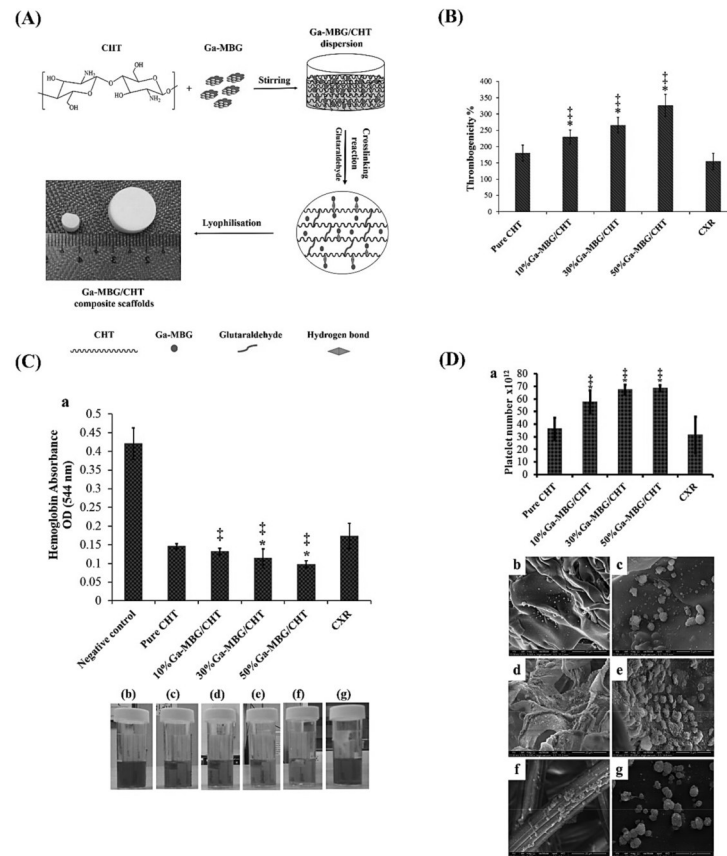 (A)
CHT
Ga-MBG
Ga-MBG/CHT
dispersion
HO
NH₂
O
OH
+
Stirring
Crosslinking
reaction
Glutaraldehyde
Lyophilisation
Ga-MBG/CHT
composite scaffolds
CHT
Ga-MBG
Glutaraldehyde
Hydrogen bond
(B)
Thrombogenicity %
400
350
300
250
200
150
100
50
0
‡‡*
‡‡*
‡‡*
Pure CHT
10%Ga-MBG/CHT
30%Ga-MBG/CHT
50%Ga-MBG/CHT
CXR
(C)
a
Hemoglobin Absorbance
OD (544 nm)
0.45
0.4
0.35
0.3
0.25
0.2
0.15
0.1
0.05
0
‡‡
‡‡*
‡‡*
Negative control
Pure CHT
10%Ga-MBG/CHT
30%Ga-MBG/CHT
50%Ga-MBG/CHT
CXR
(b) (c) (d) (e) (f) (g)
(D)
a
Platelet number x10¹²
80
70
60
50
40
30
20
10
0
Pure CHT
10%Ga-MBG/CHT
30%Ga-MBG/CHT
50%Ga-MBG/CHT
CXR
b
c
d
e
f
g